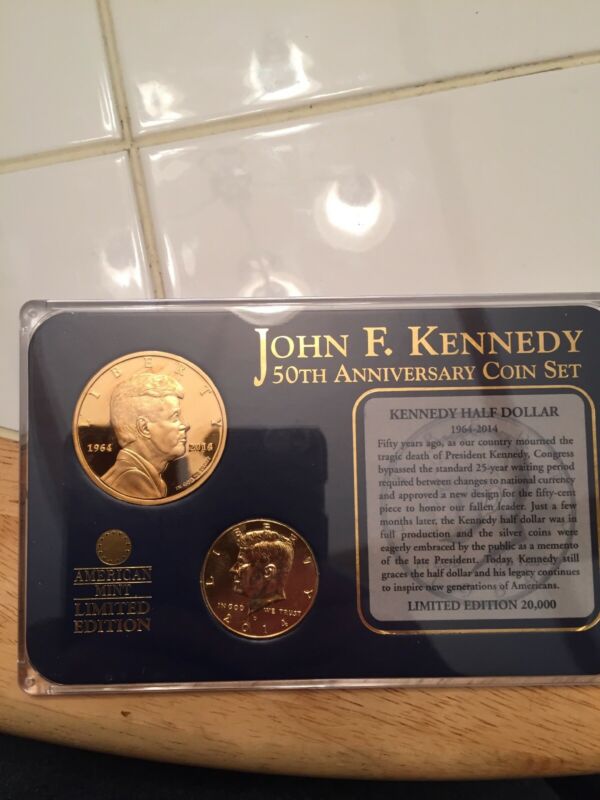 JOHN F. KENNEDY
50TH ANNIVERSARY COIN SET
LIBERTY
1964 2014
IN GOD WE TRUST
AMERICAN
MINT
LIMITED
EDITION
LIBERTY
IN GOD WE TRUST
D
2014
KENNEDY HALF DOLLAR
1964-2014
Fifty years ago, as our country mourned the
tragic death of President Kennedy, Congress
bypassed the standard 25-year waiting period
required between changes to national currency
and approved a new design for the fifty-cent
piece to honor our fallen leader. Just a few
months later, the Kennedy half dollar was in
full production and the silver coins were
eagerly embraced by the public as a memento
of the late President. Today, Kennedy still
graces the half dollar and his legacy continues
to inspire new generations of Americans.
LIMITED EDITION 20,000